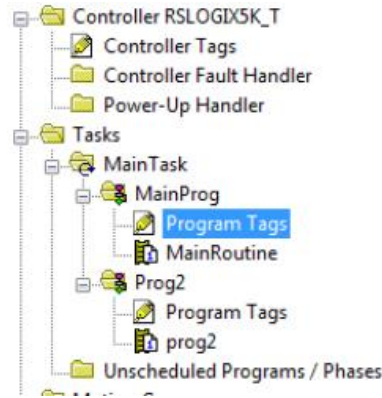 Controller RSLOGIX5K_T
Controller Tags
Controller Fault Handler
Power-Up Handler
Tasks
MainTask
MainProg
Program Tags
MainRoutine
Prog2
Program Tags
prog2
Unscheduled Programs / Phases